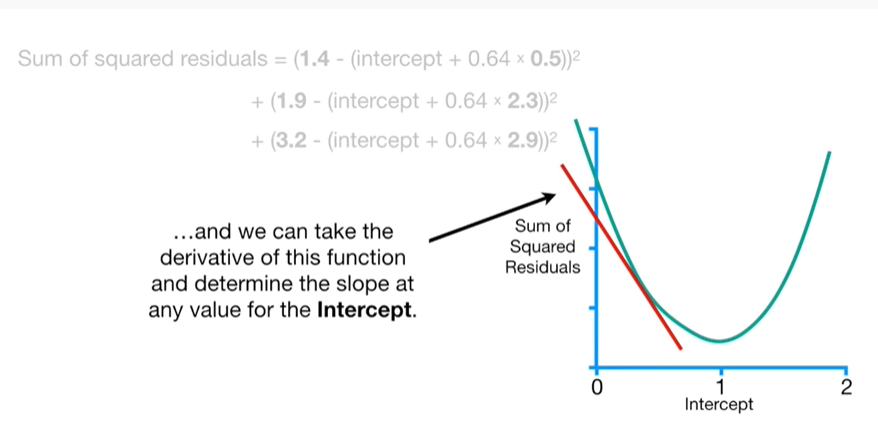 Sum of squared residuals = (1.4 - (intercept + 0.64 × 0.5))²
+ (1.9 - (intercept + 0.64 × 2.3))²
+ (3.2 - (intercept + 0.64 × 2.9))²
...and we can take the
derivative of this function
and determine the slope at
any value for the Intercept.
Sum of
Squared
Residuals
0
1
2
Intercept